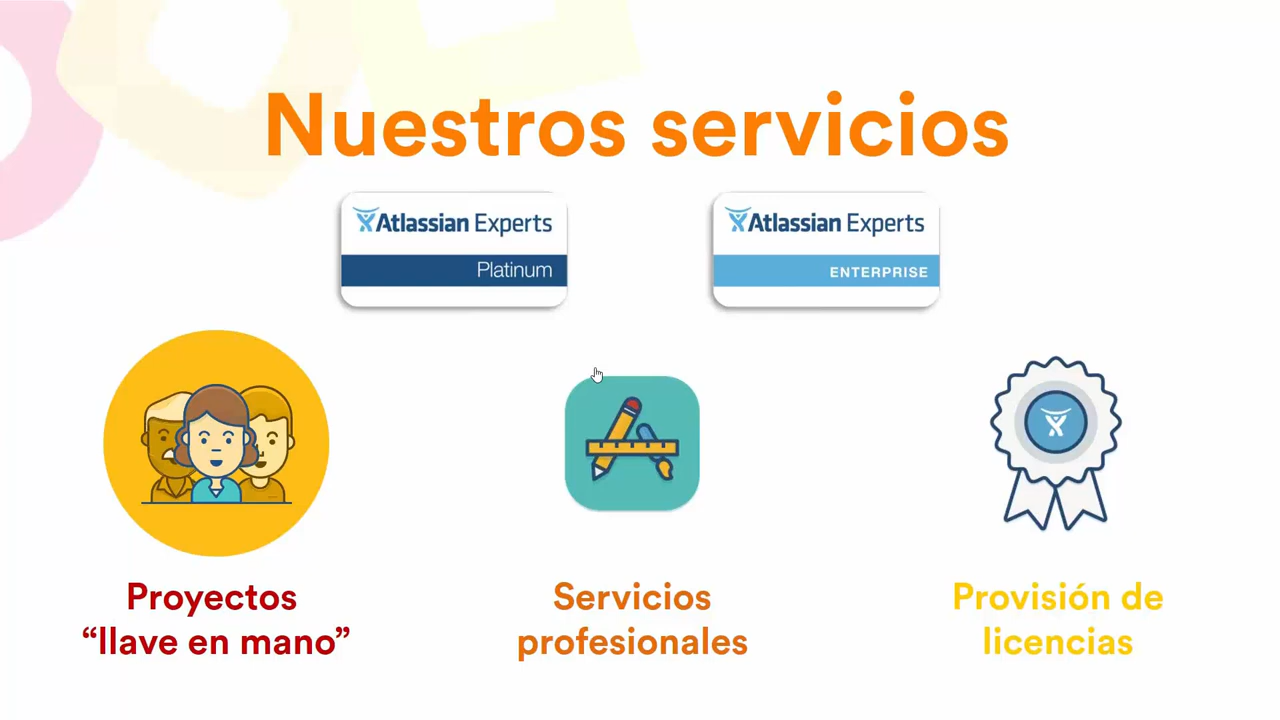 Nuestros servicios
Atlassian Experts
Platinum
Atlassian Experts
ENTERPRISE
Proyectos
“llave en mano”
Servicios
profesionales
Provisión de
licencias